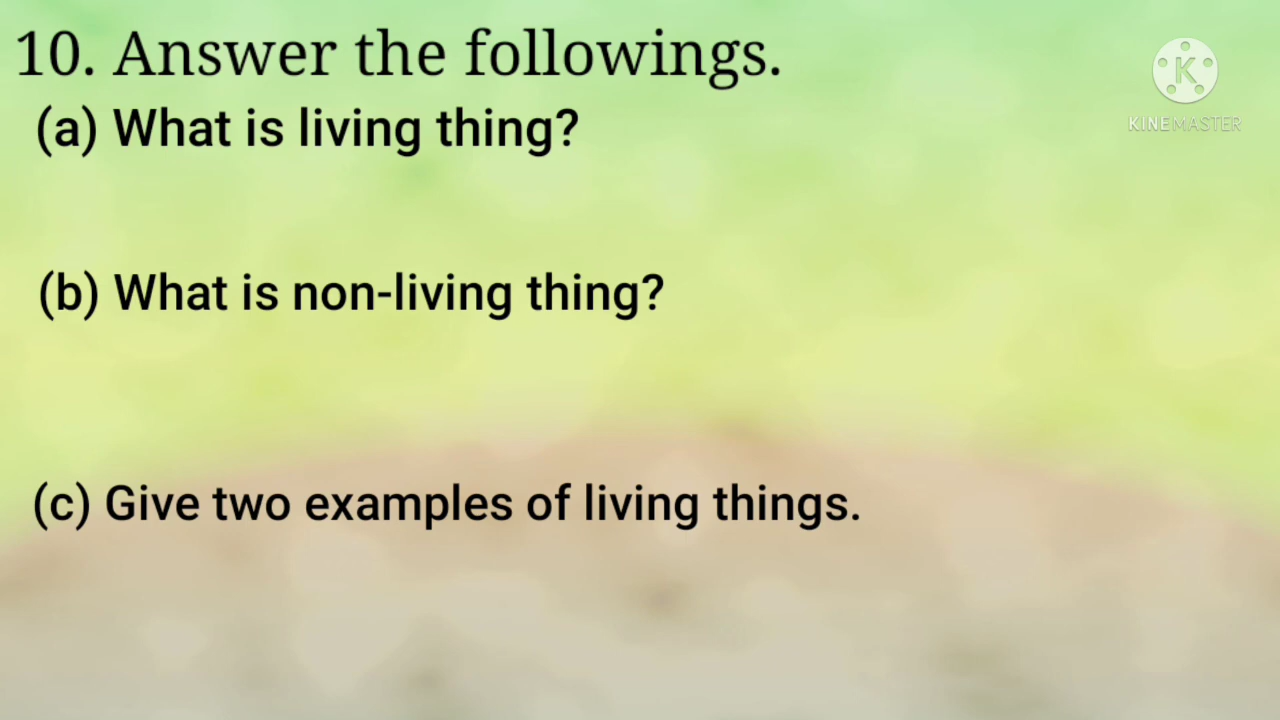 10. Answer the followings.
(a) What is living thing?
(b) What is non-living thing?
(c) Give two examples of living things.
K
KINEMASTER